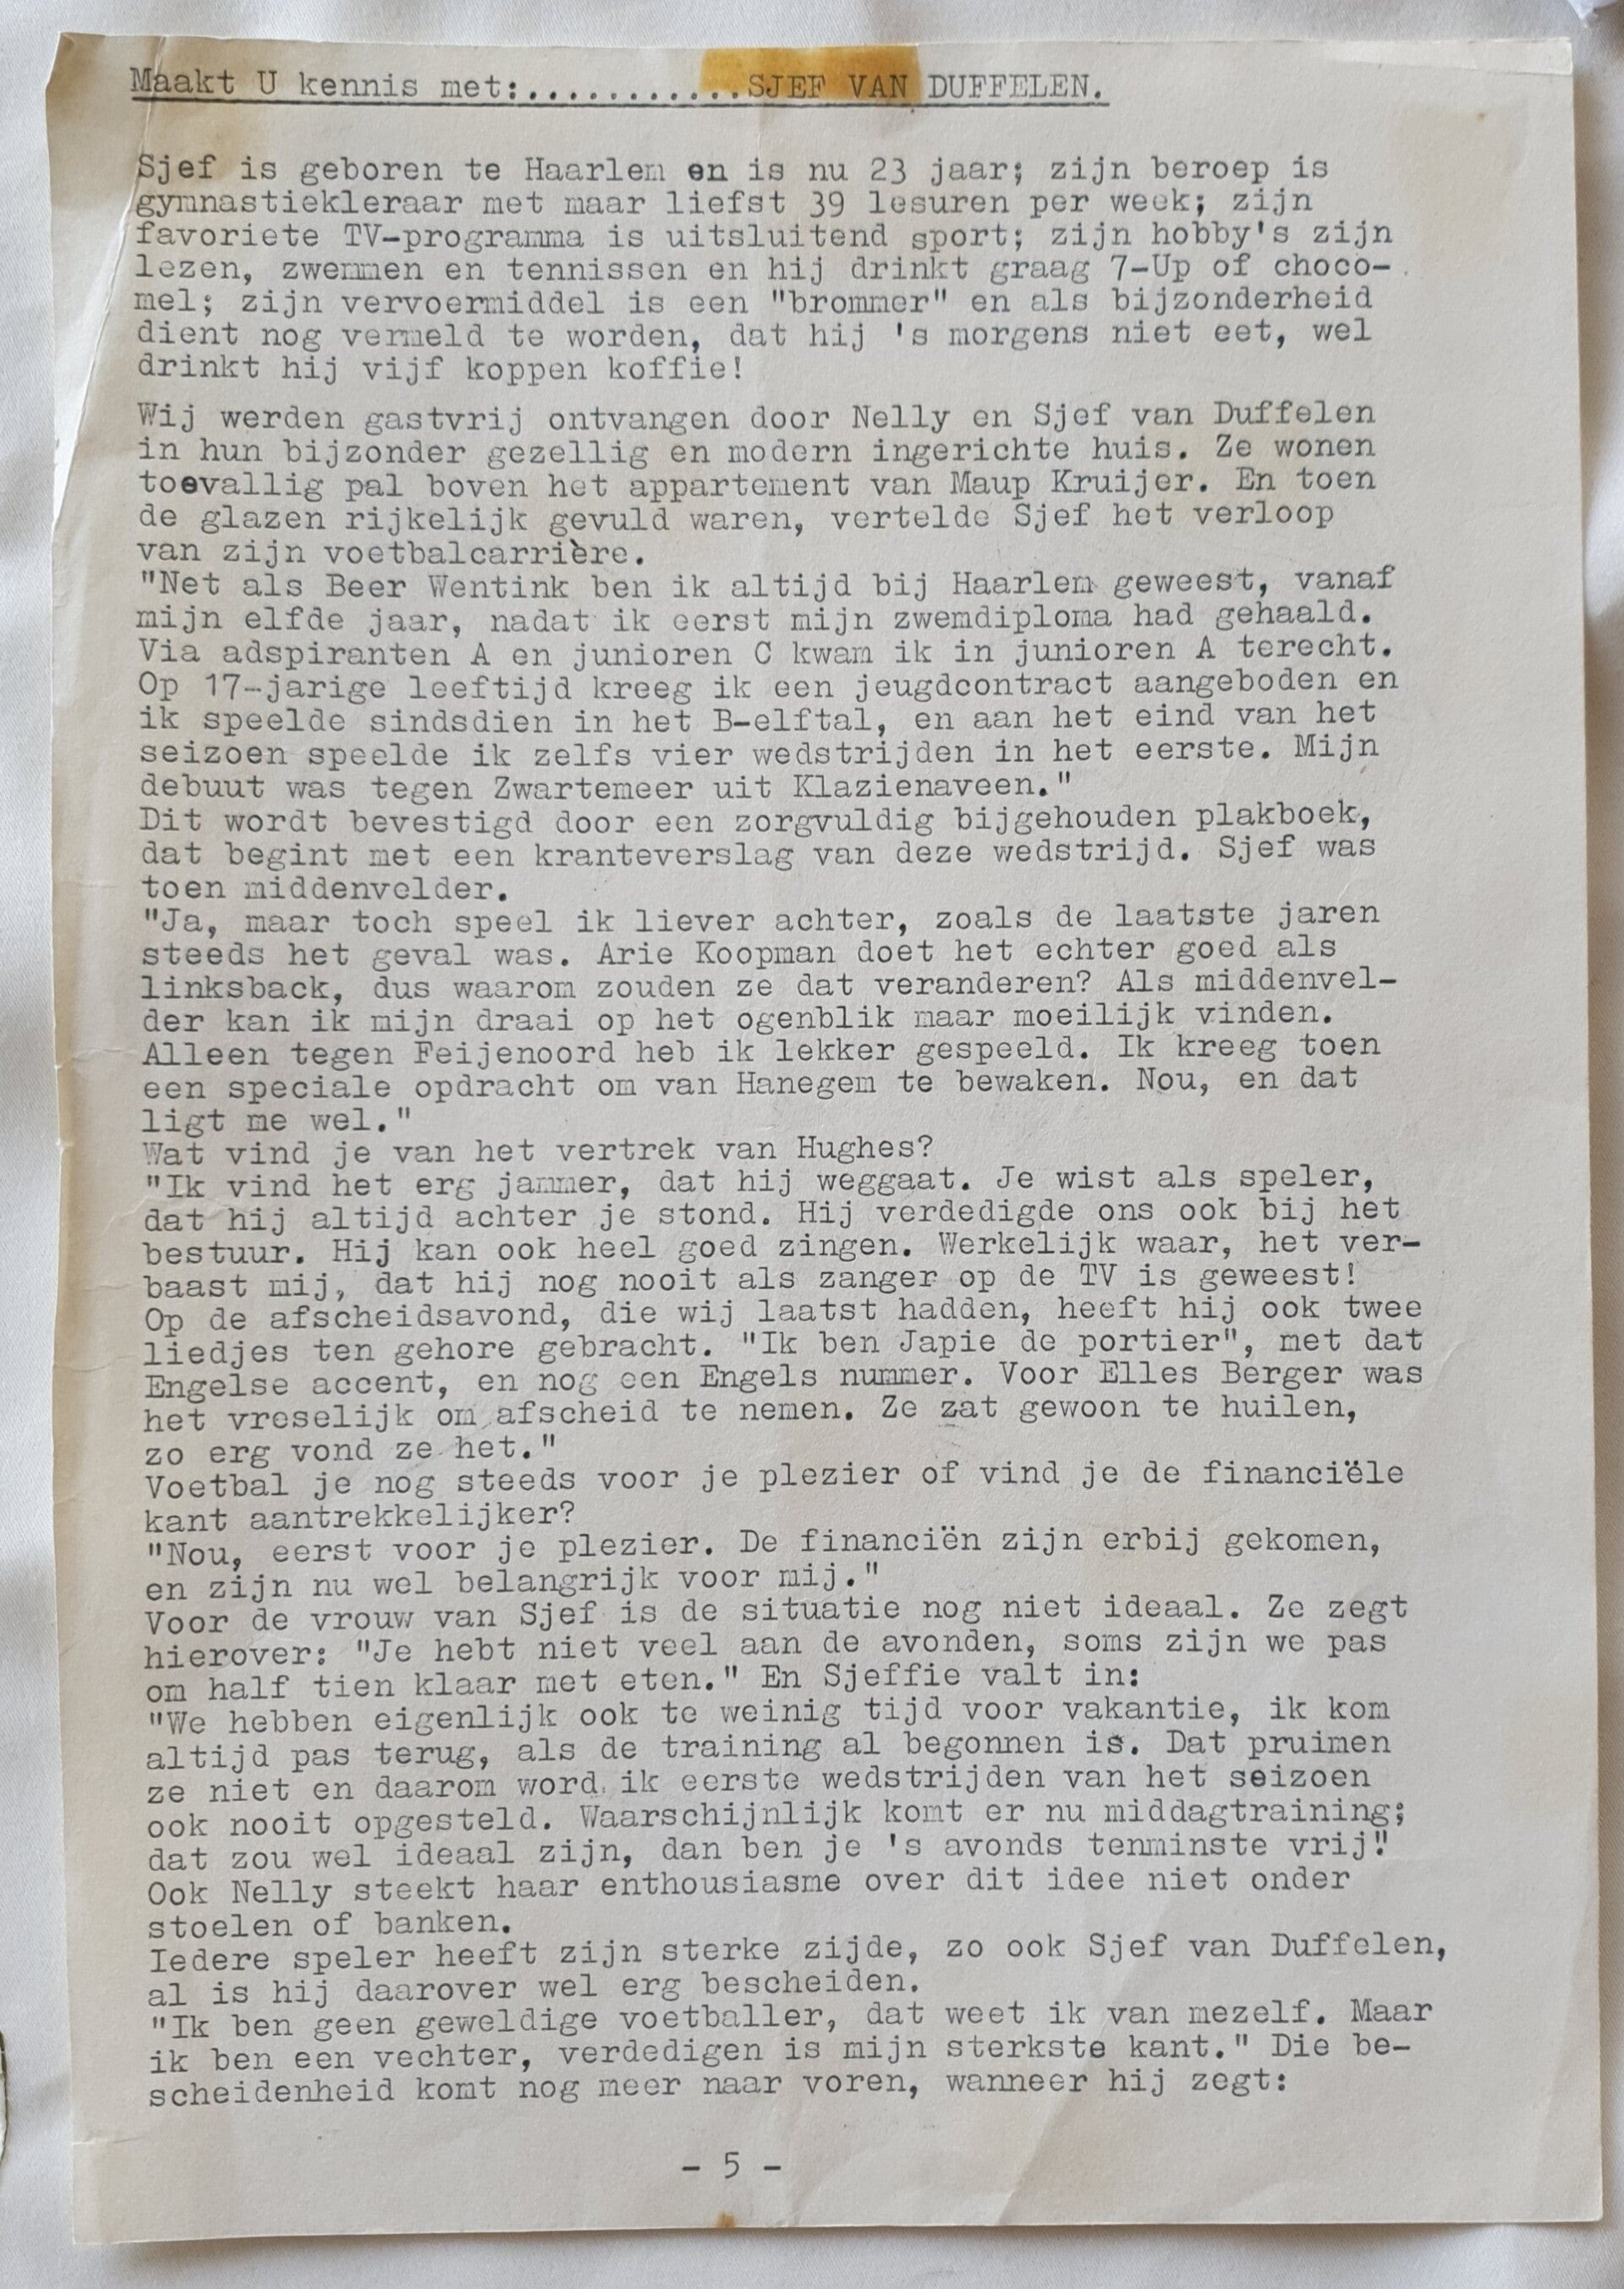 Maakt U kennis met:...........SJEF VAN DUFFELEN.
Sjef is geboren te Haarlem en is nu 23 jaar; zijn beroep is
gymnastiekleraar met maar liefst 39 lesuren per week; zijn
favoriete TV-programma is uitsluitend sport; zijn hobby's zijn
lezen, zwemmen en tennissen en hij drinkt graag 7-Up of choco-
mel; zijn vervoermiddel is een "brommer" en als bijzonderheid
dient nog vermeld te worden, dat hij 's morgens niet eet, wel
drinkt hij vijf koppen koffie!
Wij werden gastvrij ontvangen door Nelly en Sjef van Duffelen
in hun bijzonder gezellig en modern ingerichte huis. Ze wonen
toevallig pal boven het appartement van Maup Kruijer. En toen
de glazen rijkelijk gevuld waren, vertelde Sjef het verloop
van zijn voetbalcarrière.
"Net als Beer Wentink ben ik altijd bij Haarlem geweest, vanaf
mijn elfde jaar, nadat ik eerst mijn zwemdiploma had gehaald.
Via adspiranten A en junioren C kwam ik in junioren A terecht.
Op 17-jarige leeftijd kreeg ik een jeugdcontract aangeboden en
ik speelde sindsdien in het B-elftal, en aan het eind van het
seizoen speelde ik zelfs vier wedstrijden in het eerste. Mijn
debuut was tegen Zwartemeer uit Klazienaveen."
Dit wordt bevestigd door een zorgvuldig bijgehouden plakboek,
dat begint met een kranteverslag van deze wedstrijd. Sjef was
toen middenvelder.
"Ja, maar toch speel ik liever achter, zoals de laatste jaren
steeds het geval was. Arie Koopman doet het echter goed als
linksback, dus waarom zouden ze dat veranderen? Als middenvel-
der kan ik mijn draai op het ogenblik maar moeilijk vinden.
Alleen tegen Feijenoord heb ik lekker gespeeld. Ik kreeg toen
een speciale opdracht om van Hanegem te bewaken. Nou, en dat
ligt me wel."
Wat vind je van het vertrek van Hughes?
"Ik vind het erg jammer, dat hij weggaat. Je wist als speler,
dat hij altijd achter je stond. Hij verdedigde ons ook bij het
bestuur. Hij kan ook heel goed zingen. Werkelijk waar, het ver-
baast mij, dat hij nog nooit als zanger op de TV is geweest!
Op de afscheidsavond, die wij laatst hadden, heeft hij ook twee
liedjes ten gehore gebracht. "Ik ben Japie de portier", met dat
Engelse accent, en nog een Engels nummer. Voor Elles Berger was
het vreselijk om afscheid te nemen. Ze zat gewoon te huilen,
zo erg vond ze het."
Voetbal je nog steeds voor je plezier of vind je de financiële
kant aantrekkelijker?
"Nou, eerst voor je plezier. De financiën zijn erbij gekomen,
en zijn nu wel belangrijk voor mij."
Voor de vrouw van Sjef is de situatie nog niet ideaal. Ze zegt
hierover: "Je hebt niet veel aan de avonden, soms zijn we pas
om half tien klaar met eten." En Sjeffie valt in:
"We hebben eigenlijk ook te weinig tijd voor vakantie, ik kom
altijd pas terug, als de training al begonnen is. Dat pruimen
ze niet en daarom word ik eerste wedstrijden van het seizoen
ook nooit opgesteld. Waarschijnlijk komt er nu middagtraining;
dat zou wel ideaal zijn, dan ben je 's avonds tenminste vrij!"
Ook Nelly steekt haar enthousiasme over dit idee niet onder
stoelen of banken.
Iedere speler heeft zijn sterke zijde, zo ook Sjef van Duffelen,
al is hij daarover wel erg bescheiden.
"Ik ben geen geweldige voetballer, dat weet ik van mezelf. Maar
ik ben een vechter, verdedigen is mijn sterkste kant." Die be-
scheidenheid komt nog meer naar voren, wanneer hij zegt:
- 5 -